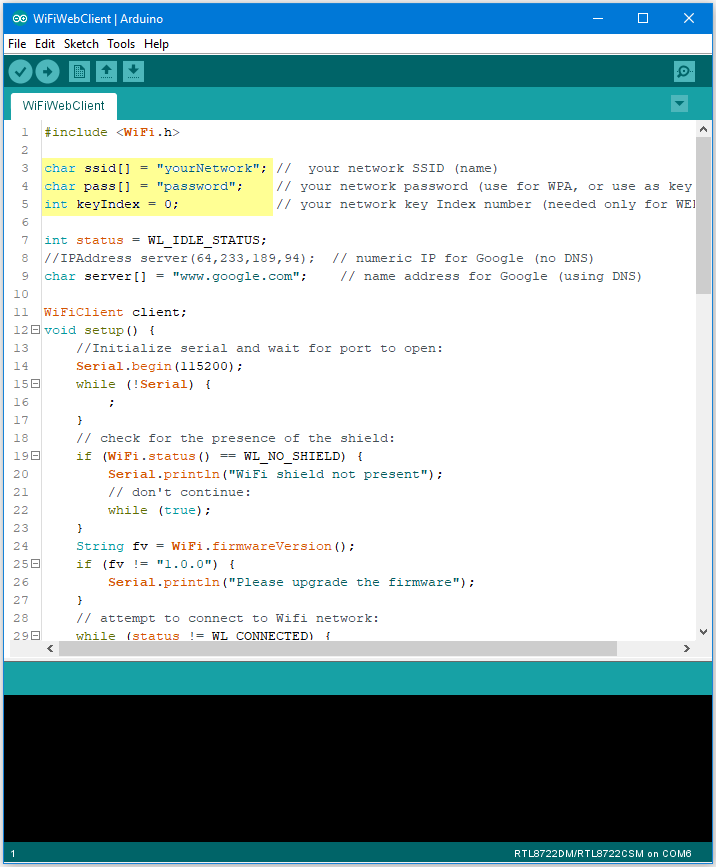 WiFiWebClient | Arduino
File Edit Sketch Tools Help
WiFiWebClient
1 #include <WiFi.h>
2
3 char ssid[] = "yourNetwork"; //  your network SSID (name)
4 char pass[] = "password";    // your network password (use for WPA, or use as key
5 int keyIndex = 0;            // your network key Index number (needed only for WEP
6
7 int status = WL_IDLE_STATUS;
8 //IPAddress server(64,233,189,94);  // numeric IP for Google (no DNS)
9 char server[] = "www.google.com";    // name address for Google (using DNS)
10
11 WiFiClient client;
12 void setup() {
13     //Initialize serial and wait for port to open:
14     Serial.begin(115200);
15     while (!Serial) {
16         ;
17     }
18     // check for the presence of the shield:
19     if (WiFi.status() == WL_NO_SHIELD) {
20         Serial.println("WiFi shield not present");
21         // don't continue:
22         while (true);
23     }
24     String fv = WiFi.firmwareVersion();
25     if (fv != "1.0.0") {
26         Serial.println("Please upgrade the firmware");
27     }
28     // attempt to connect to Wifi network:
29     while (status != WL_CONNECTED) {
1 RTL8722DM/RTL8722CSM on COM6